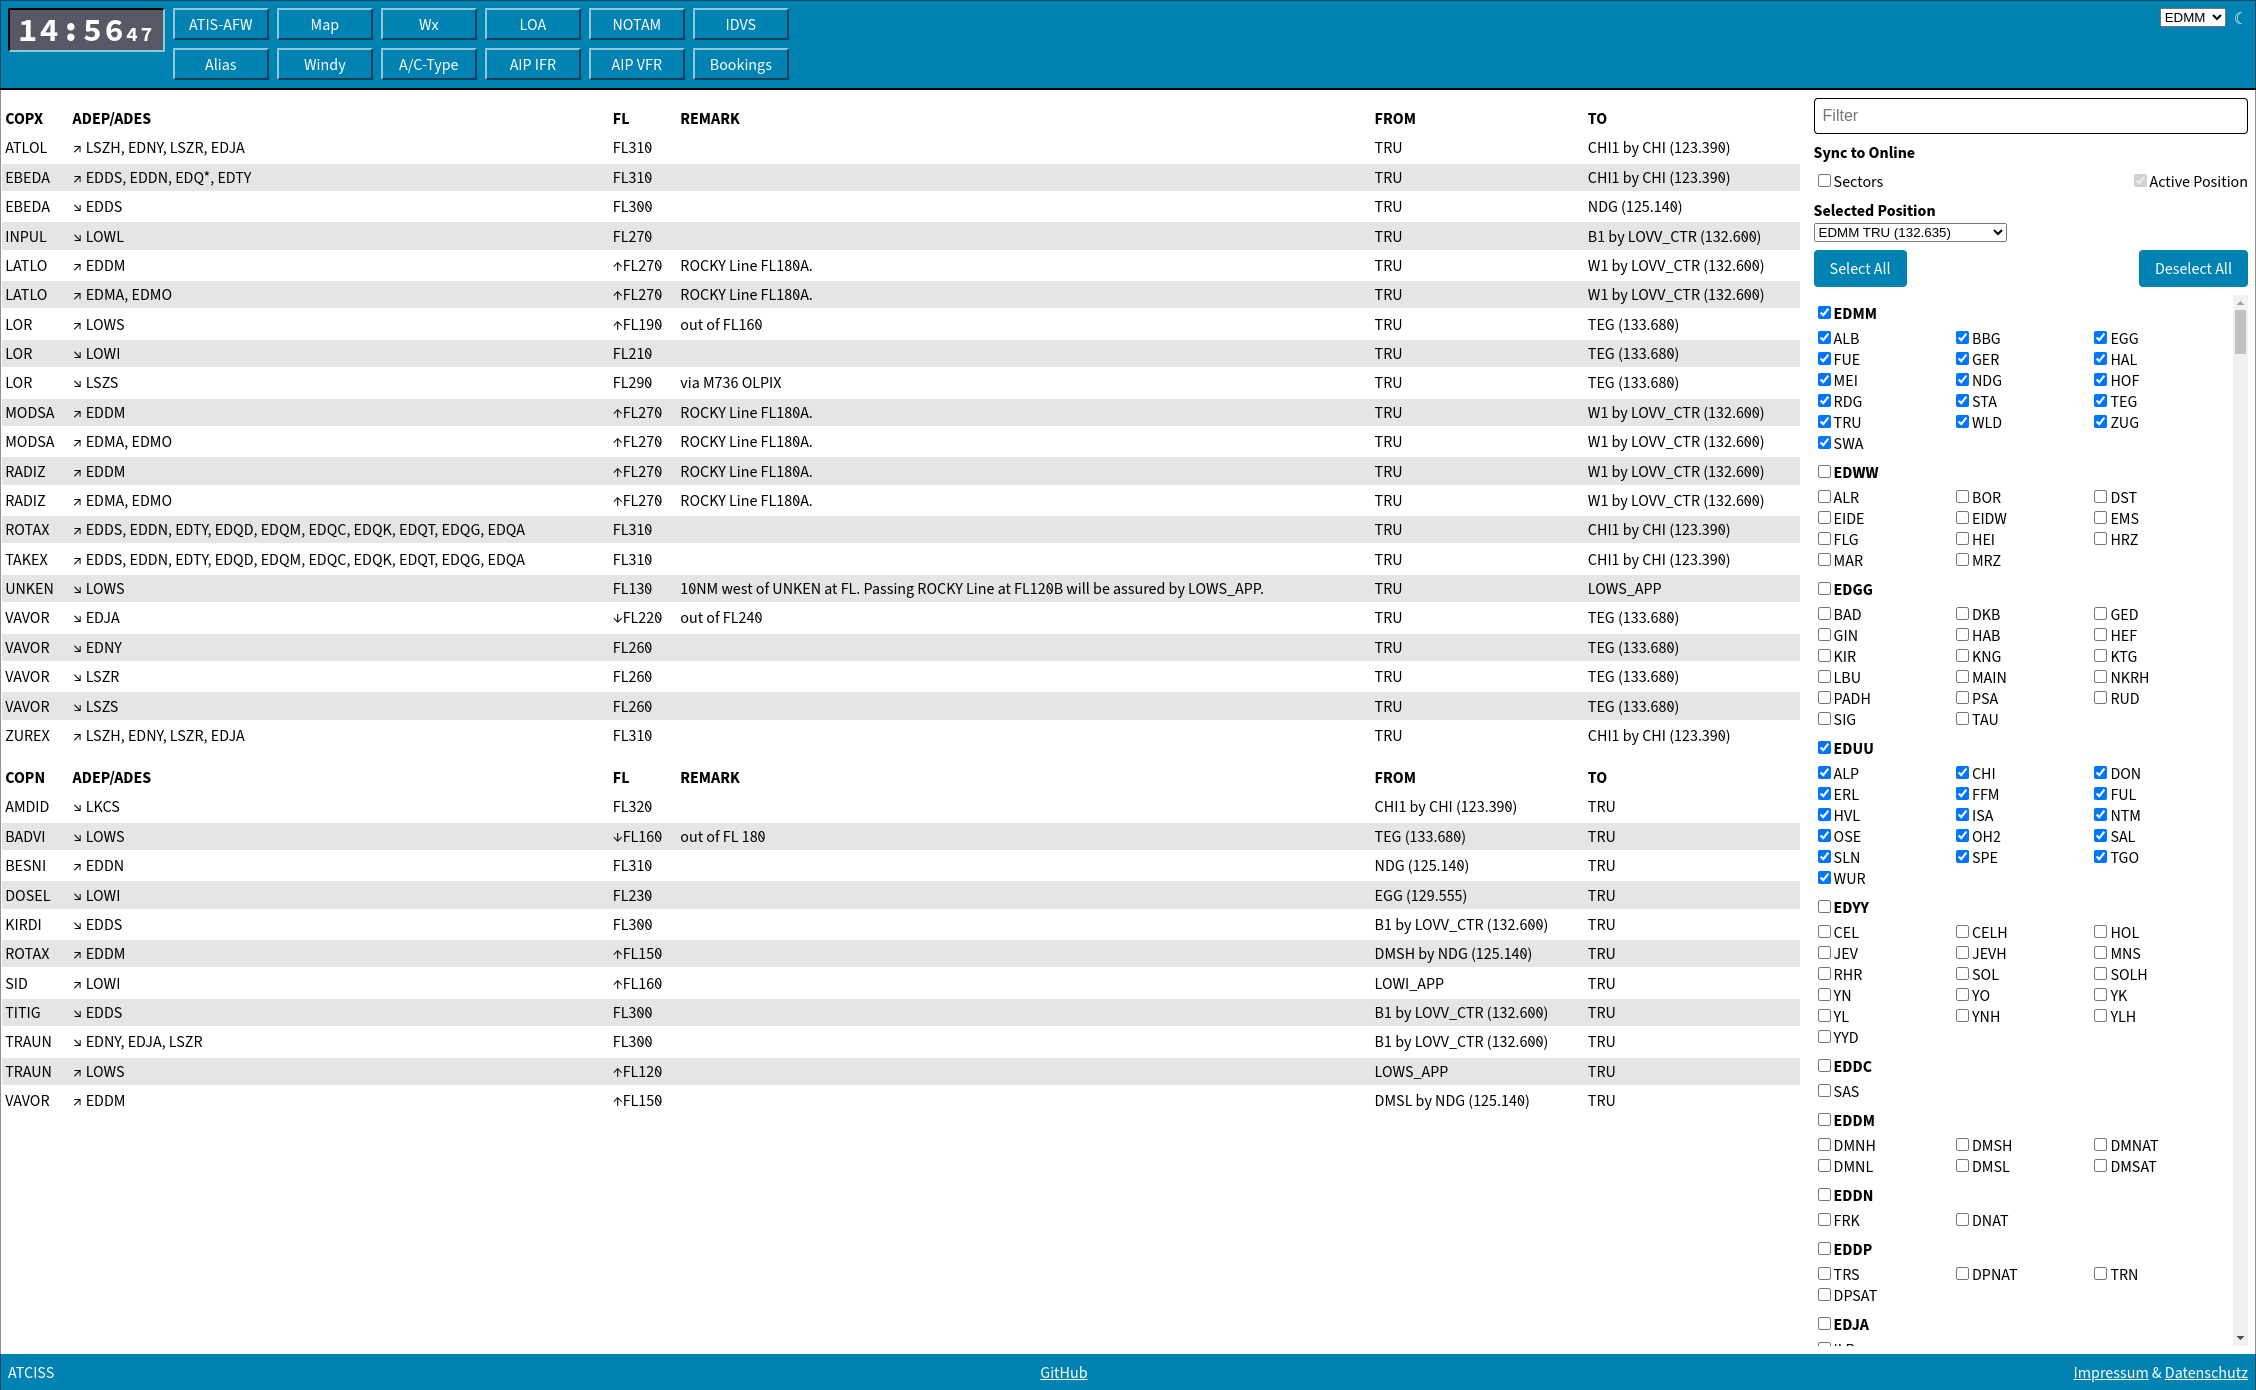 14:56 47 ATIS-AFW Map Wx LOA NOTAM IDVS EDMM ☾
Alias Windy A/C-Type AIP IFR AIP VFR Bookings
COPX ADEP/ADES FL REMARK FROM TO
ATLOL ↗ LSZH, EDNY, LSZR, EDJA FL310 TRU CHI1 by CHI (123.390)
EBEDA ↗ EDDS, EDDN, EDQ*, EDTY FL310 TRU CHI1 by CHI (123.390)
EBEDA ↘ EDDS FL300 TRU NDG (125.140)
INPUL ↘ LOWL FL270 TRU B1 by LOVV_CTR (132.600)
LATLO ↗ EDDM ↑FL270 ROCKY Line FL180A. TRU W1 by LOVV_CTR (132.600)
LATLO ↗ EDMA, EDMO ↑FL270 ROCKY Line FL180A. TRU W1 by LOVV_CTR (132.600)
LOR ↗ LOWS ↑FL190 out of FL160 TRU TEG (133.680)
LOR ↘ LOWI FL210 TRU TEG (133.680)
LOR ↘ LSZS FL290 via M736 OLPIX TRU TEG (133.680)
MODSA ↗ EDDM ↑FL270 ROCKY Line FL180A. TRU W1 by LOVV_CTR (132.600)
MODSA ↗ EDMA, EDMO ↑FL270 ROCKY Line FL180A. TRU W1 by LOVV_CTR (132.600)
RADIZ ↗ EDDM ↑FL270 ROCKY Line FL180A. TRU W1 by LOVV_CTR (132.600)
RADIZ ↗ EDMA, EDMO ↑FL270 ROCKY Line FL180A. TRU W1 by LOVV_CTR (132.600)
ROTAX ↗ EDDS, EDDN, EDTY, EDQD, EDQM, EDQC, EDQK, EDQT, EDQG, EDQA FL310 TRU CHI1 by CHI (123.390)
TAKEX ↗ EDDS, EDDN, EDTY, EDQD, EDQM, EDQC, EDQK, EDQT, EDQG, EDQA FL310 TRU CHI1 by CHI (123.390)
UNKEN ↘ LOWS FL130 10NM west of UNKEN at FL. Passing ROCKY Line at FL120B will be assured by LOWS_APP. TRU LOWS_APP
VAVOR ↘ EDJA ↓FL220 out of FL240 TRU TEG (133.680)
VAVOR ↘ EDNY FL260 TRU TEG (133.680)
VAVOR ↘ LSZR FL260 TRU TEG (133.680)
VAVOR ↘ LSZS FL260 TRU TEG (133.680)
ZUREX ↗ LSZH, EDNY, LSZR, EDJA FL310 TRU CHI1 by CHI (123.390)
COPN ADEP/ADES FL REMARK FROM TO
AMDID ↘ LKCS FL320 CHI1 by CHI (123.390) TRU
BADVI ↘ LOWS ↓FL160 out of FL 180 TEG (133.680) TRU
BESNI ↗ EDDN FL310 NDG (125.140) TRU
DOSEL ↘ LOWI FL230 EGG (129.555) TRU
KIRDI ↘ EDDS FL300 B1 by LOVV_CTR (132.600) TRU
ROTAX ↗ EDDM ↑FL150 DMSH by NDG (125.140) TRU
SID ↗ LOWI ↑FL160 LOWI_APP TRU
TITIG ↘ EDDS FL300 B1 by LOVV_CTR (132.600) TRU
TRAUN ↘ EDNY, EDJA, LSZR FL300 B1 by LOVV_CTR (132.600) TRU
TRAUN ↗ LOWS ↑FL120 LOWS_APP TRU
VAVOR ↗ EDDM ↑FL150 DMSL by NDG (125.140) TRU
Filter
Sync to Online
Sectors Active Position
Selected Position
EDMM TRU (132.635)
Select All Deselect All
EDMM
ALB BBG EGG
FUE GER HAL
MEI NDG HOF
RDG STA TEG
TRU WLD ZUG
SWA
EDWW
ALR BOR DST
EIDE EIDW EMS
FLG HEI HRZ
MAR MRZ
EDGG
BAD DKB GED
GIN HAB HEF
KIR KNG KTG
LBU MAIN NKRH
PADH PSA RUD
SIG TAU
EDUU
ALP CHI DON
ERL FFM FUL
HVL ISA NTM
OSE OH2 SAL
SLN SPE TGO
WUR
EDYY
CEL CELH HOL
JEV JEVH MNS
RHR SOL SOLH
YN YO YK
YL YNH YLH
YYD
EDDC
SAS
EDDM
DMNH DMSH DMNAT
DMNL DMSL DMSAT
EDDN
FRK DNAT
EDDP
TRS DPNAT TRN
DPSAT
EDJA
ATCISS GitHub Impressum & Datenschutz